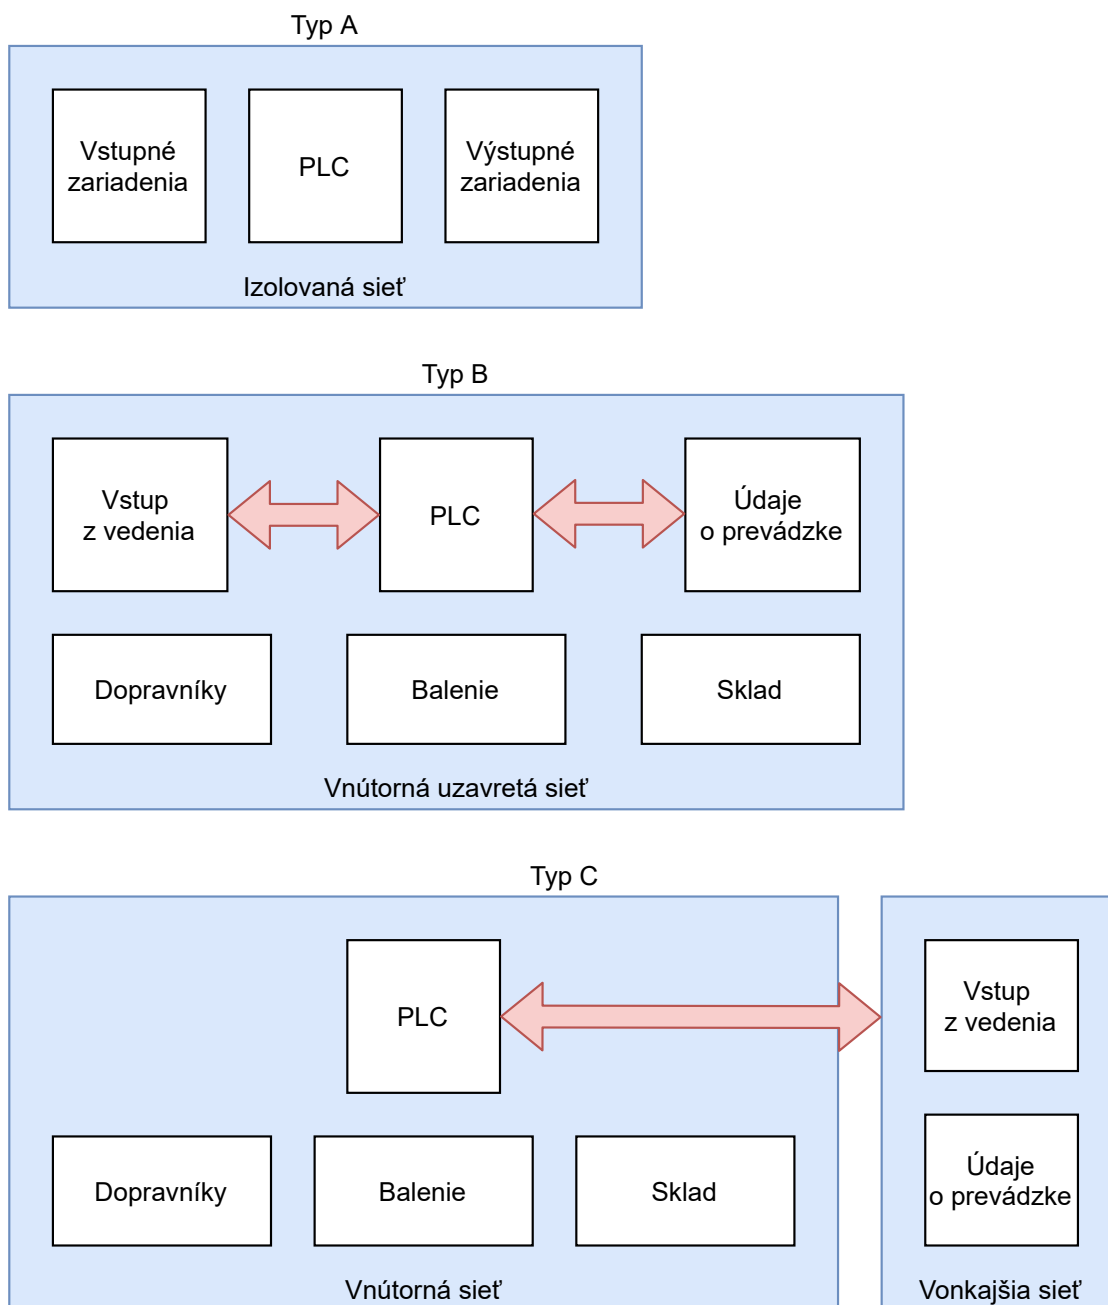 Typ A
Vstupné
zariadenia
PLC
Výstupné
zariadenia
Izolovaná sieť
Typ B
Vstup
z vedenia
PLC
Údaje
o prevádzke
Dopravníky
Balenie
Sklad
Vnútorná uzavretá sieť
Typ C
PLC
Vstup
z vedenia
Dopravníky
Balenie
Sklad
Údaje
o prevádzke
Vnútorná sieť
Vonkajšia sieť